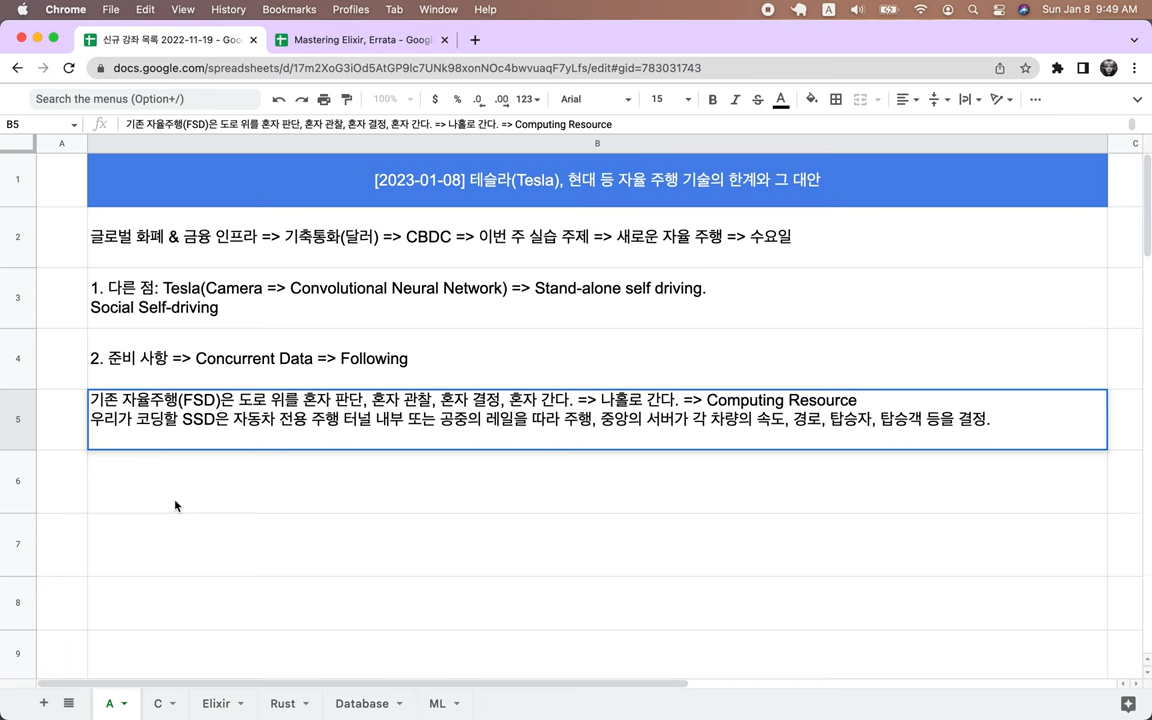 Chrome File Edit View History Bookmarks Profiles Tab Window Help A Sun Jan 8 9:49 AM
신규 강좌 목록 2022-11-19 - Goo Mastering Elixir, Errata - Googl
docs.google.com/spreadsheets/d/17m2XoG3iOd5AtGP9lc7UNk98xonNOc4bwvuaqF7yLfs/edit#gid=783031743
Search the menus (Option+/) 100% $ % .0 .00 123 Arial 15 B I S A
B5 fx 기존 자율주행(FSD)은 도로 위를 혼자 판단, 혼자 관찰, 혼자 결정, 혼자 간다. => 나홀로 간다. => Computing Resource
A B C
1 [2023-01-08] 테슬라(Tesla), 현대 등 자율 주행 기술의 한계와 그 대안
2 글로벌 화폐 & 금융 인프라 => 기축통화(달러) => CBDC => 이번 주 실습 주제 => 새로운 자율 주행 => 수요일
3 1. 다른 점: Tesla(Camera => Convolutional Neural Network) => Stand-alone self driving.
Social Self-driving
4 2. 준비 사항 => Concurrent Data => Following
5 기존 자율주행(FSD)은 도로 위를 혼자 판단, 혼자 관찰, 혼자 결정, 혼자 간다. => 나홀로 간다. => Computing Resource
우리가 코딩할 SSD은 자동차 전용 주행 터널 내부 또는 공중의 레일을 따라 주행, 중앙의 서버가 각 차량의 속도, 경로, 탑승자, 탑승객 등을 결정.
6
7
8
9
A C Elixir Rust Database ML